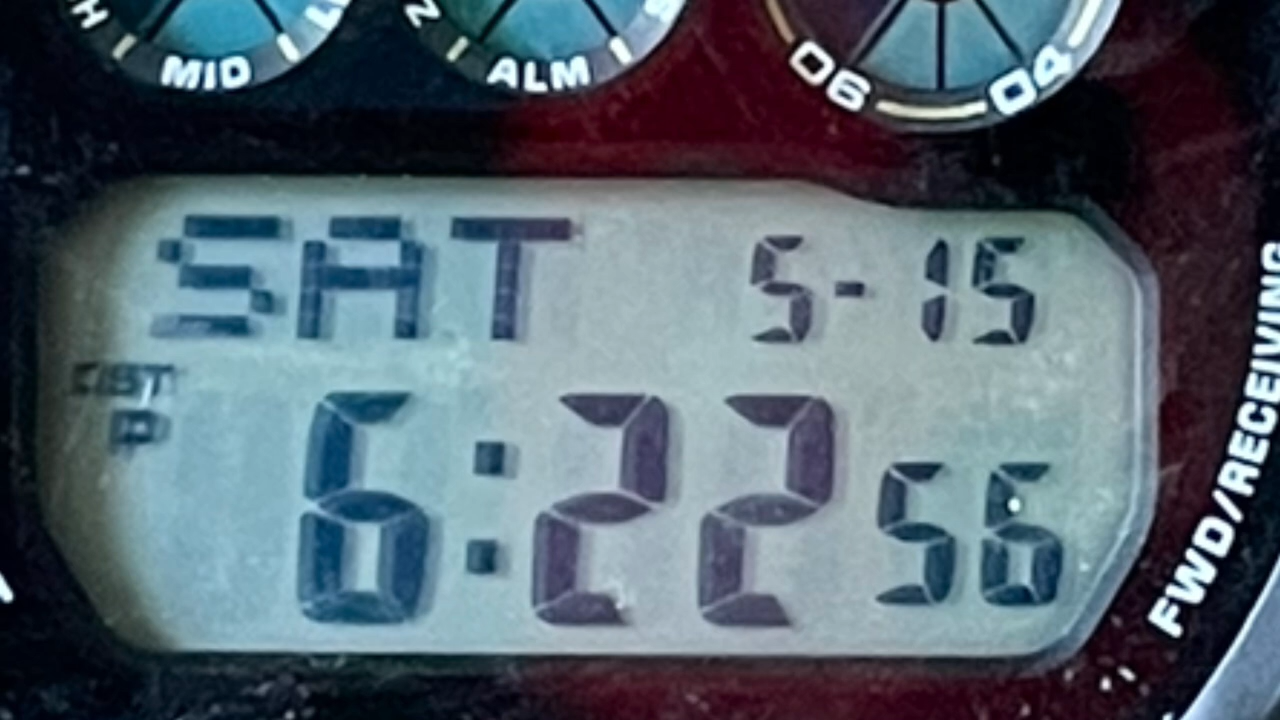 MID ALM 06 04
SAT 5-15
DST
P
6:22 56
FWD/RECEIVING